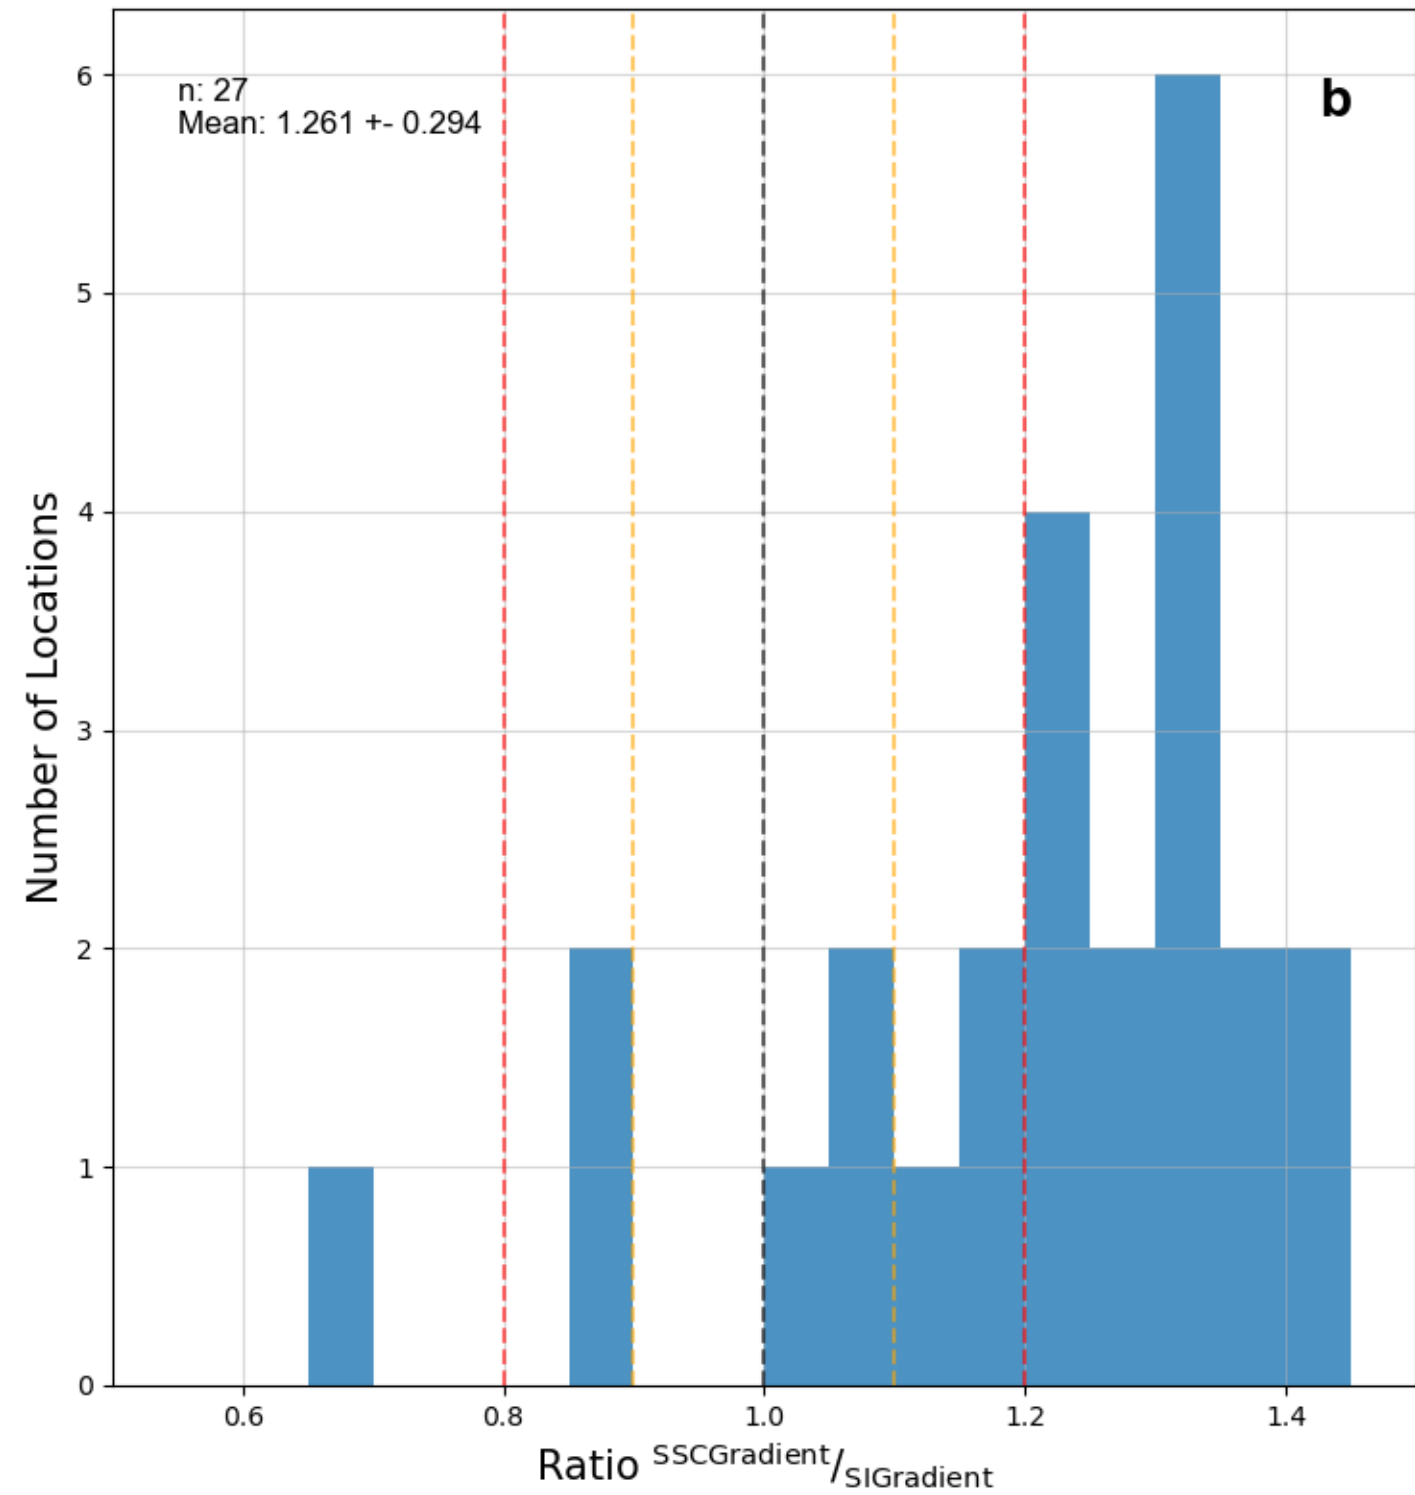 n: 27
Mean: 1.261 +- 0.294
b
Number of Locations
6
5
4
3
2
1
0
0.6 0.8 1.0 1.2 1.4
Ratio SSCGradient/SIGradient